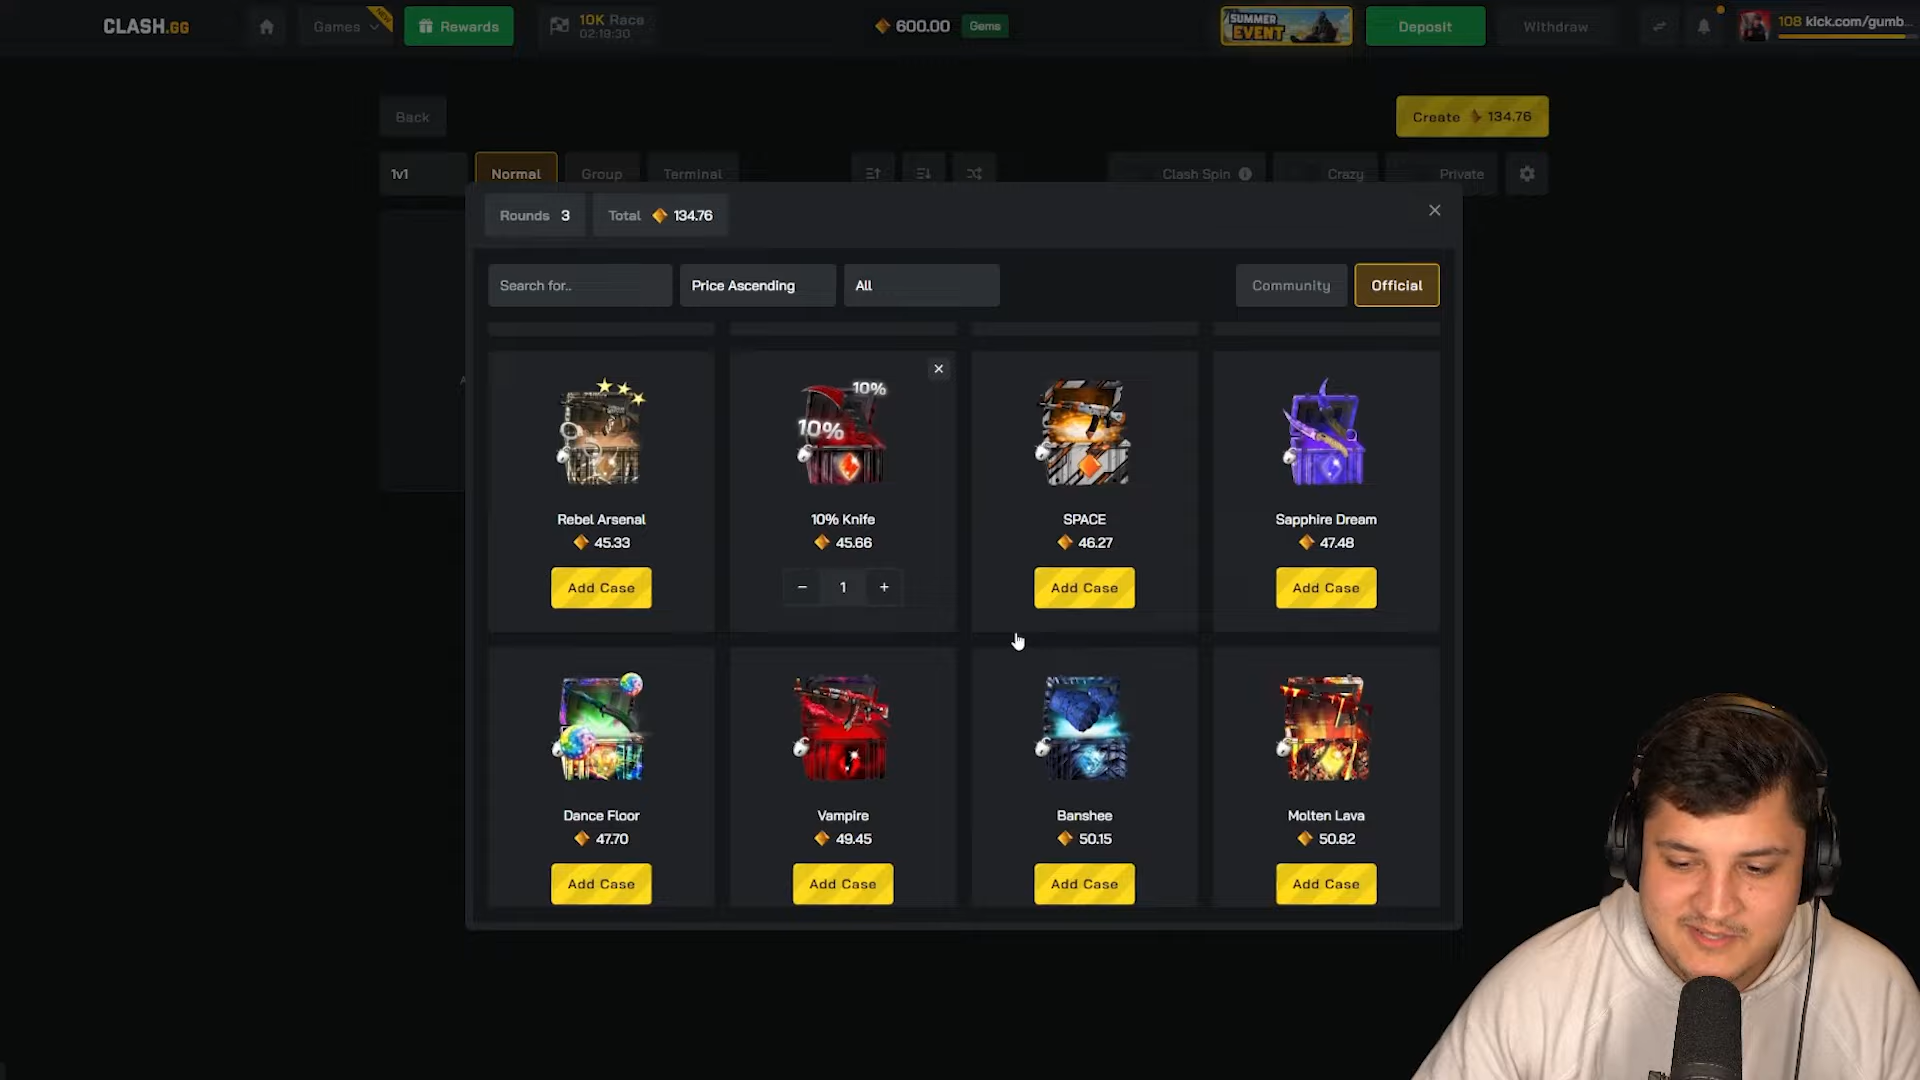 CLASH.GG
Games
NEW
Rewards
10K Race
02:19:30
600.00 Gems
SUMMER
EVENT
Deposit
Withdraw
108 kick.com/gumb...
Back
Create 134.76
1v1
Normal
Group
Terminal
Clash Spin
Crazy
Private
Rounds 3
Total 134.76
Search for..
Price Ascending
All
Community
Official
10%
10%
Rebel Arsenal
10% Knife
SPACE
Sapphire Dream
45.33
45.66
46.27
47.48
Add Case
1
Add Case
Add Case
Dance Floor
Vampire
Banshee
Molten Lava
47.70
49.45
50.15
50.82
Add Case
Add Case
Add Case
Add Case